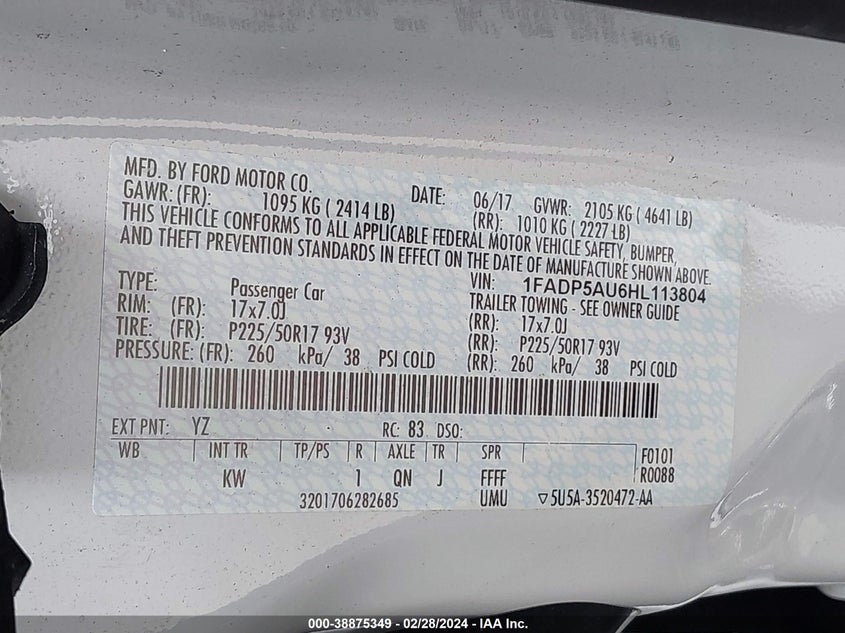 MFD. BY FORD MOTOR CO.
DATE: 06/17 GVWR: 2105 KG ( 4641 LB)
GAWR: (FR): 1095 KG ( 2414 LB) (RR): 1010 KG ( 2227 LB)
THIS VEHICLE CONFORMS TO ALL APPLICABLE FEDERAL MOTOR VEHICLE SAFETY, BUMPER,
AND THEFT PREVENTION STANDARDS IN EFFECT ON THE DATE OF MANUFACTURE SHOWN ABOVE.
VIN: 1FADP5AU6HL113804
TYPE: Passenger Car TRAILER TOWING - SEE OWNER GUIDE
RIM: (FR): 17x7.0J (RR): 17x7.0J
TIRE: (FR): P225/50R17 93V (RR): P225/50R17 93V
PRESSURE: (FR): 260 kPa/ 38 PSI COLD (RR): 260 kPa/ 38 PSI COLD
EXT PNT: YZ RC: 83 DSO:
WB INT TR TP/PS R AXLE TR SPR F0101
KW 1 QN J FFFF R0088
3201706282685 UMU ▽5U5A-3520472-AA
000-38875349 - 02/28/2024 - IAA Inc.